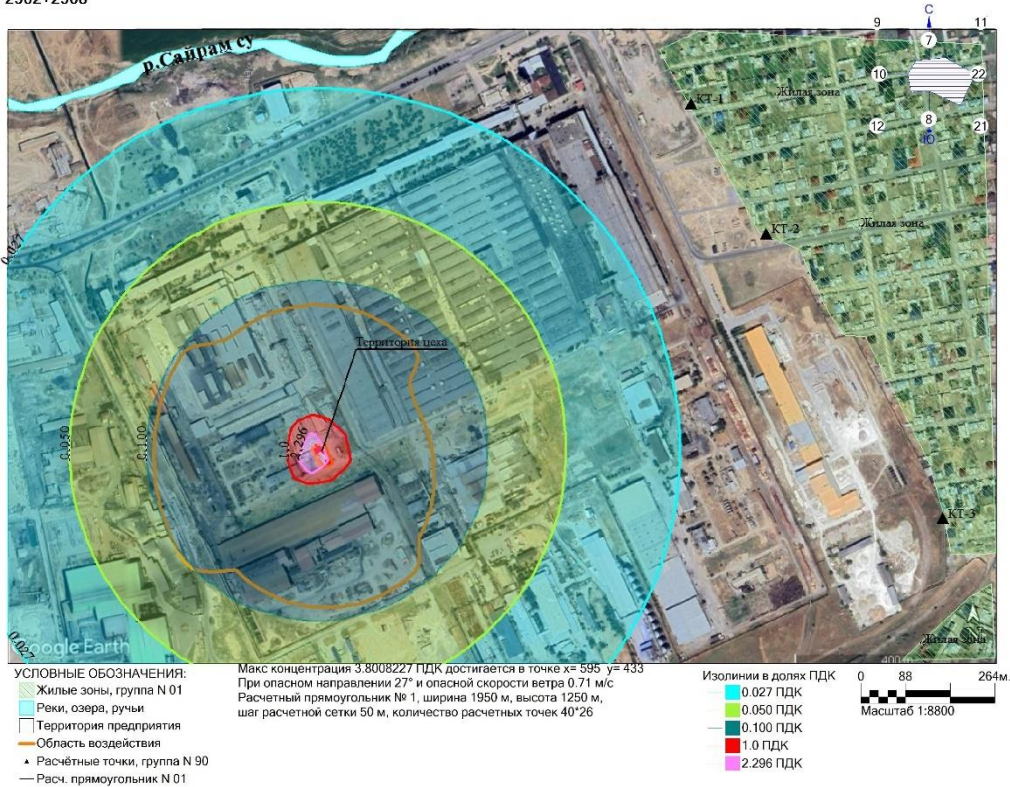 С
9
11
7
р.Сайрам су
10
22
Жилая зона
КТ-1
12
8
21
Ю
КТ-2
Жилая зона
0.027
Территория цеха
0.050
0.100
1.0
2.296
КТ-3
0.027
Google Earth
Жилая зона
400 m
УСЛОВНЫЕ ОБОЗНАЧЕНИЯ:
Жилые зоны, группа N 01
Реки, озера, ручьи
Территория предприятия
Область воздействия
Расчётные точки, группа N 90
Расч. прямоугольник N 01
Макс концентрация 3.8008227 ПДК достигается в точке x= 595 y= 433
При опасном направлении 27° и опасной скорости ветра 0.71 м/с
Расчетный прямоугольник № 1, ширина 1950 м, высота 1250 м,
шаг расчетной сетки 50 м, количество расчетных точек 40*26
Изолинии в долях ПДК
0.027 ПДК
0.050 ПДК
0.100 ПДК
1.0 ПДК
2.296 ПДК
0 88 264м.
Масштаб 1:8800